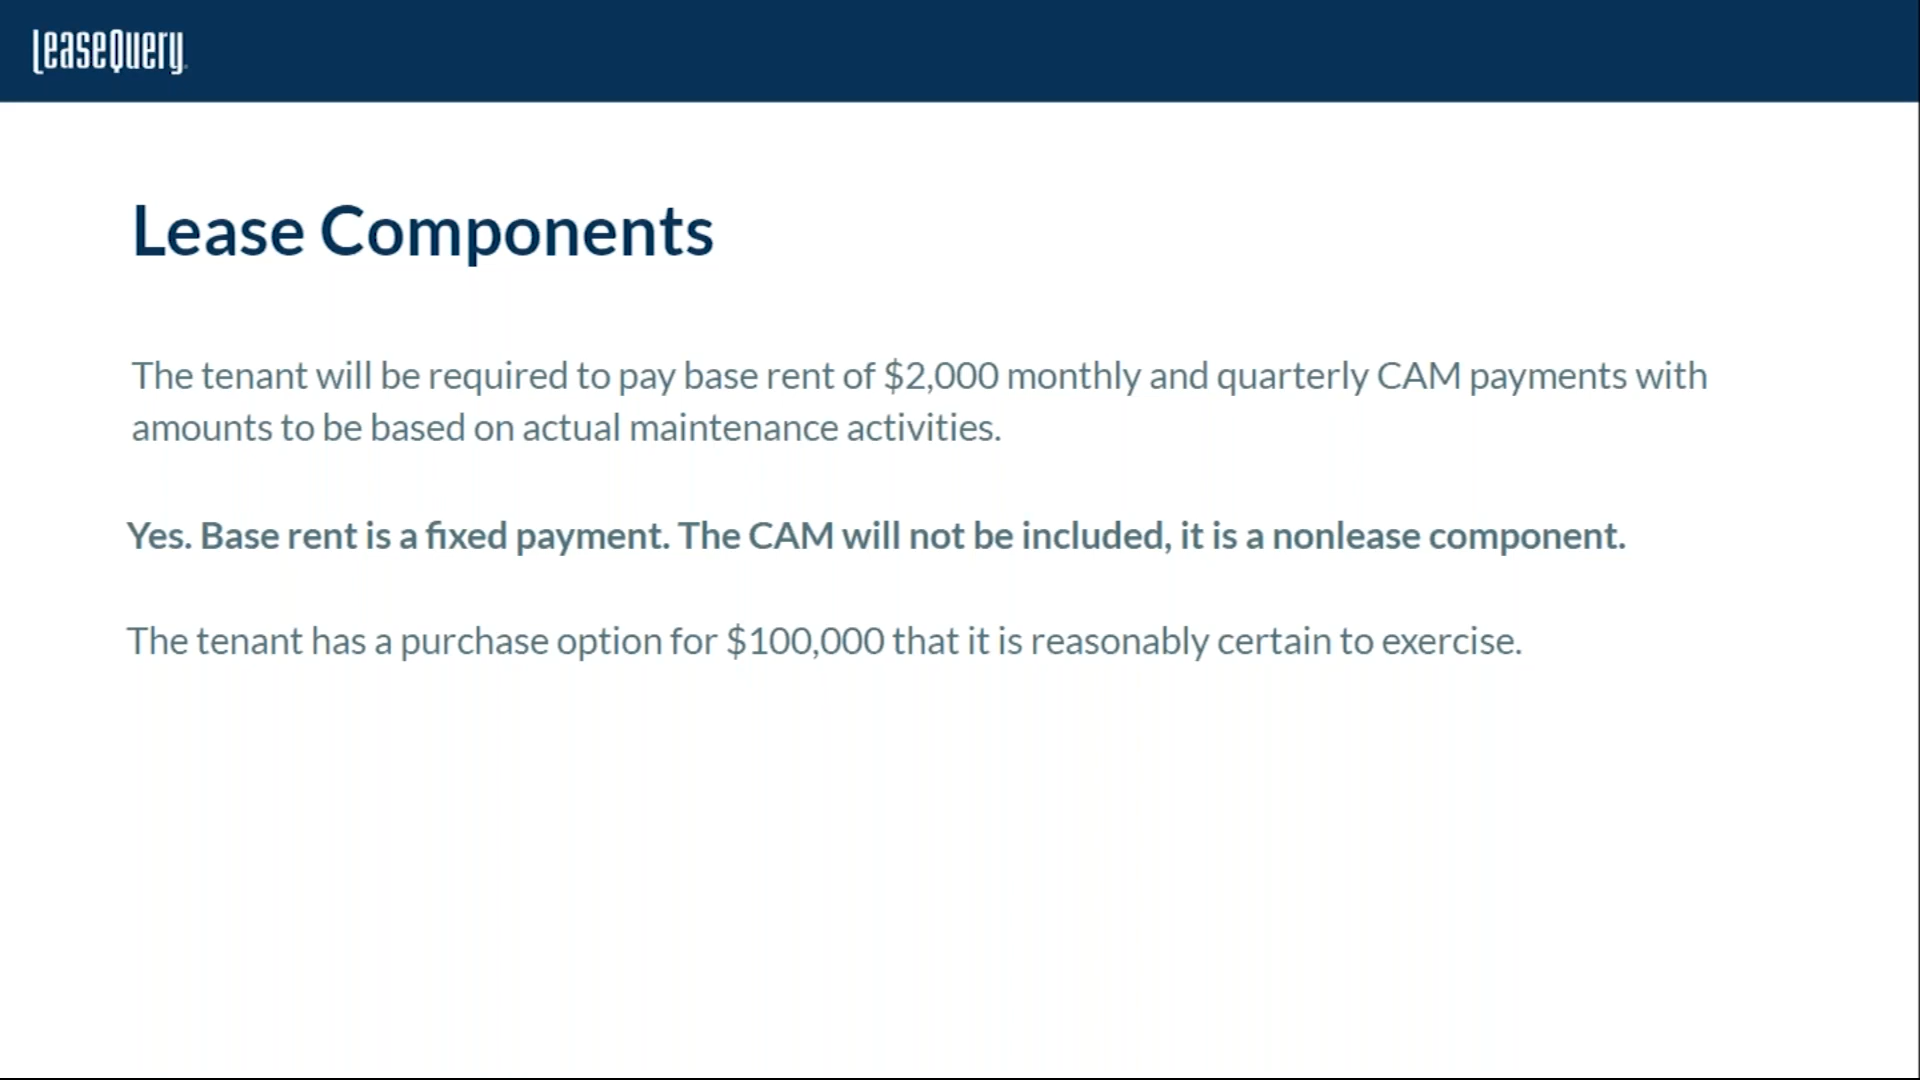 LeaseQuery
Lease Components
The tenant will be required to pay base rent of $2,000 monthly and quarterly CAM payments with
amounts to be based on actual maintenance activities.
Yes. Base rent is a fixed payment. The CAM will not be included, it is a nonlease component.
The tenant has a purchase option for $100,000 that it is reasonably certain to exercise.